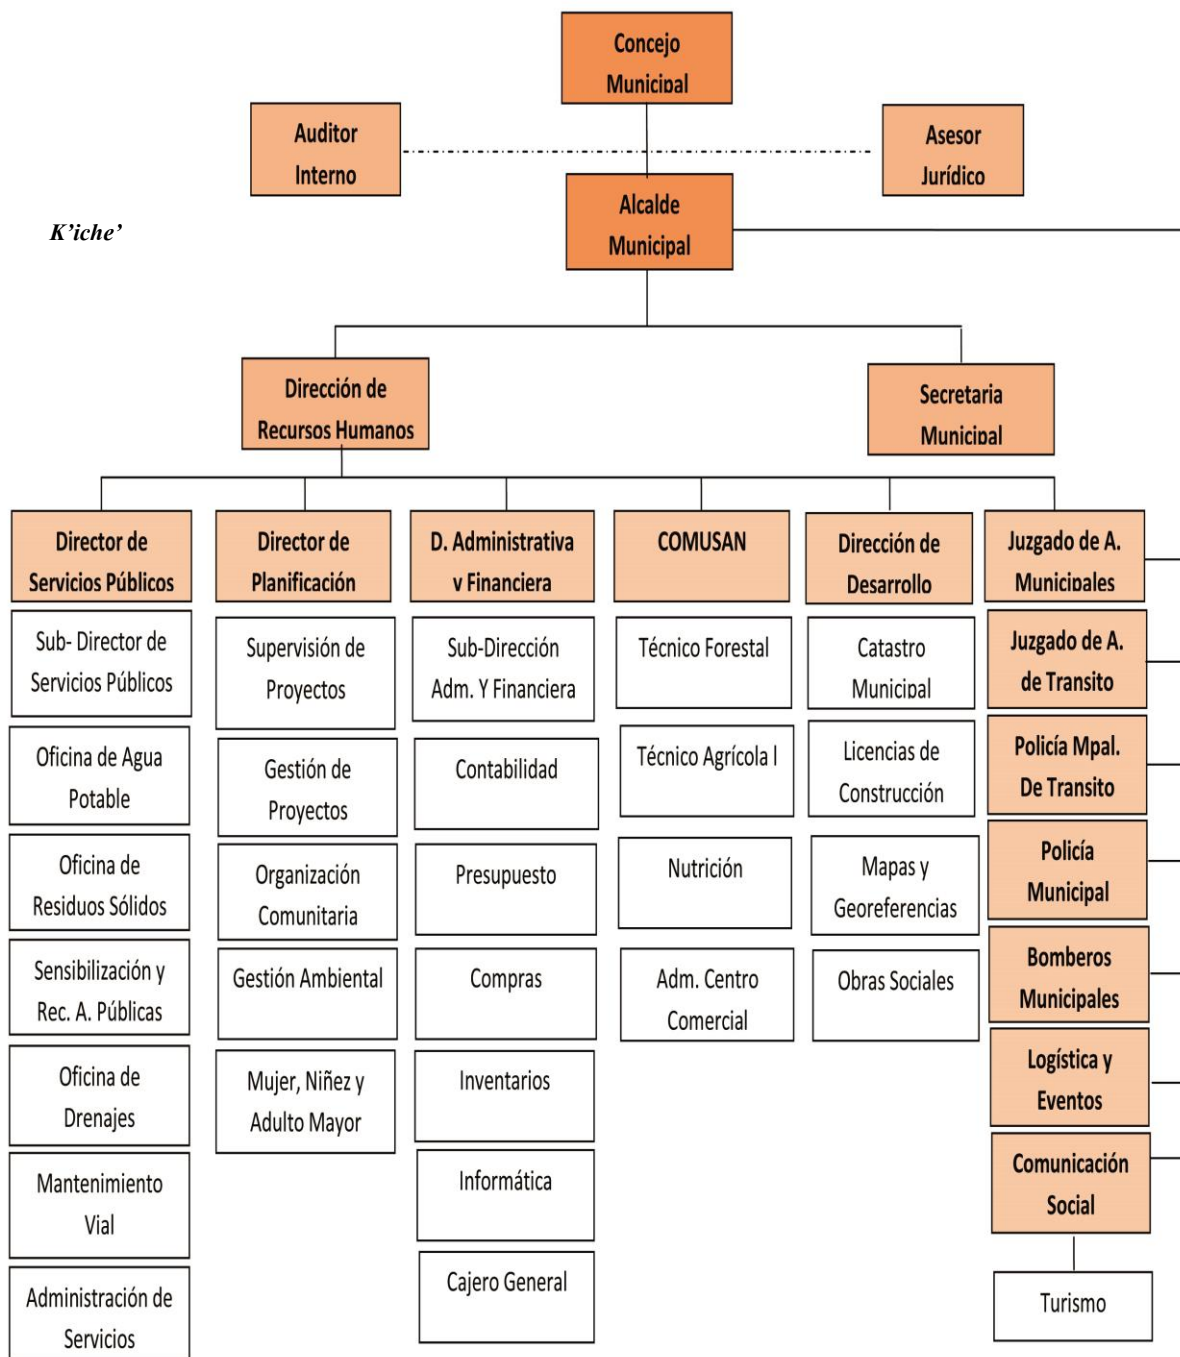 Concejo
Municipal
Auditor
Interno
Asesor
Jurídico
K'iche'
Alcalde
Municipal
Dirección de
Recursos Humanos
Secretaria
Municipal
Director de
Servicios Públicos
Director de
Planificación
D. Administrativa
y Financiera
COMUSAN
Dirección de
Desarrollo
Juzgado de A.
Municipales
Sub- Director de
Servicios Públicos
Oficina de Agua
Potable
Oficina de
Residuos Sólidos
Sensibilización y
Rec. A. Públicas
Oficina de
Drenajes
Mantenimiento
Vial
Administración de
Servicios
Supervisión de
Proyectos
Gestión de
Proyectos
Organización
Comunitaria
Gestión Ambiental
Mujer, Niñez y
Adulto Mayor
Sub-Dirección
Adm. Y Financiera
Contabilidad
Presupuesto
Compras
Inventarios
Informática
Cajero General
Técnico Forestal
Técnico Agrícola l
Nutrición
Adm. Centro
Comercial
Catastro
Municipal
Licencias de
Construcción
Mapas y
Georeferencias
Obras Sociales
Juzgado de A.
de Transito
Policía Mpal.
De Transito
Policía
Municipal
Bomberos
Municipales
Logística y
Eventos
Comunicación
Social
Turismo